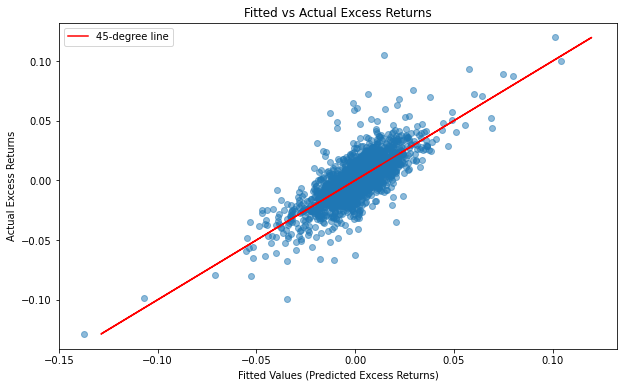 Fitted vs Actual Excess Returns
45-degree line
Actual Excess Returns
0.10
0.05
0.00
−0.05
−0.10
−0.15
−0.10
−0.05
0.00
0.05
0.10
Fitted Values (Predicted Excess Returns)